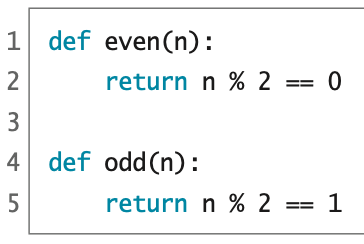 1 def even(n):
2     return n % 2 == 0
3
4 def odd(n):
5     return n % 2 == 1